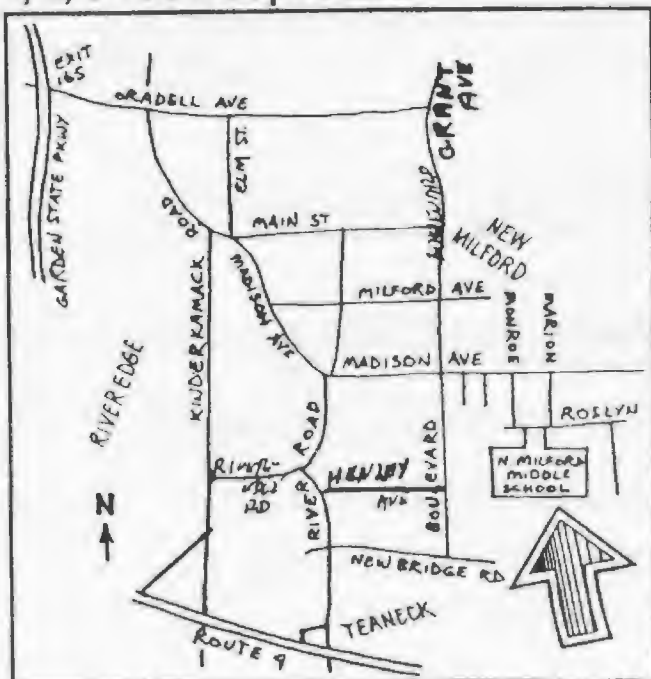 EXIT
165
ORADELL AVE
GRANT
AVE
GARDEN STATE PKWY
ELM ST.
ROAD
MAIN ST
BOULEVARD
NEW
MILFORD
KINDERKAMACK
MADISON AVE
MILFORD AVE
MONROE
MARION
MADISON AVE
RIVEREDGE
ROSLYN
ROAD
N. MILFORD
MIDDLE
SCHOOL
HENLEY
AVE
RIVER
BOULEVARD
N
RD
NEW BRIDGE RD
TEANECK
ROUTE 4